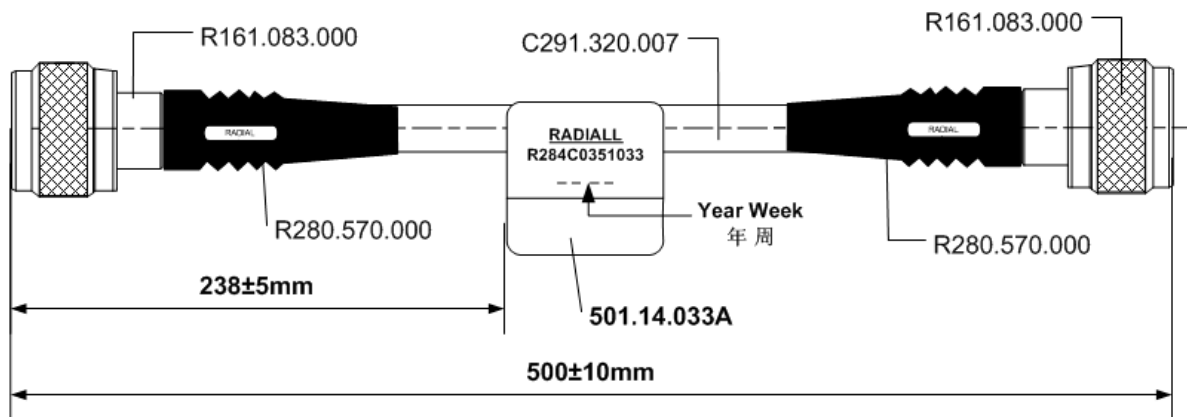 R161.083.000
C291.320.007
R161.083.000
RADIAL
RADIALL
R284C0351033
RADIAL
Year Week
年 周
R280.570.000
R280.570.000
238±5mm
501.14.033A
500±10mm